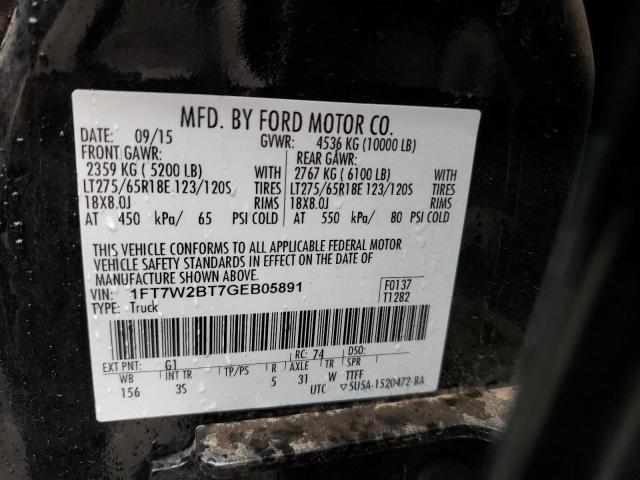 MFD. BY FORD MOTOR CO.
DATE: 09/15 GVWR: 4536 KG (10000 LB)
FRONT GAWR: REAR GAWR:
2359 KG ( 5200 LB) WITH 2767 KG ( 6100 LB) WITH
LT275/65R18E 123/120S TIRES LT275/65R18E 123/120S TIRES
18X8.0J RIMS 18X8.0J RIMS
AT 450 kPa/ 65 PSI COLD AT 550 kPa/ 80 PSI COLD
THIS VEHICLE CONFORMS TO ALL APPLICABLE FEDERAL MOTOR
VEHICLE SAFETY STANDARDS IN EFFECT ON THE DATE OF
MANUFACTURE SHOWN ABOVE.
VIN: 1FT7W2BT7GEB05891 F0137
TYPE: Truck T1282
EXT PNT: G1 RC: 74 DSO:
WB INT TR TP/PS R AXLE TR SPR
156 3S 5 31 W TTFF
UTC ▽5U5A-1520472-BA